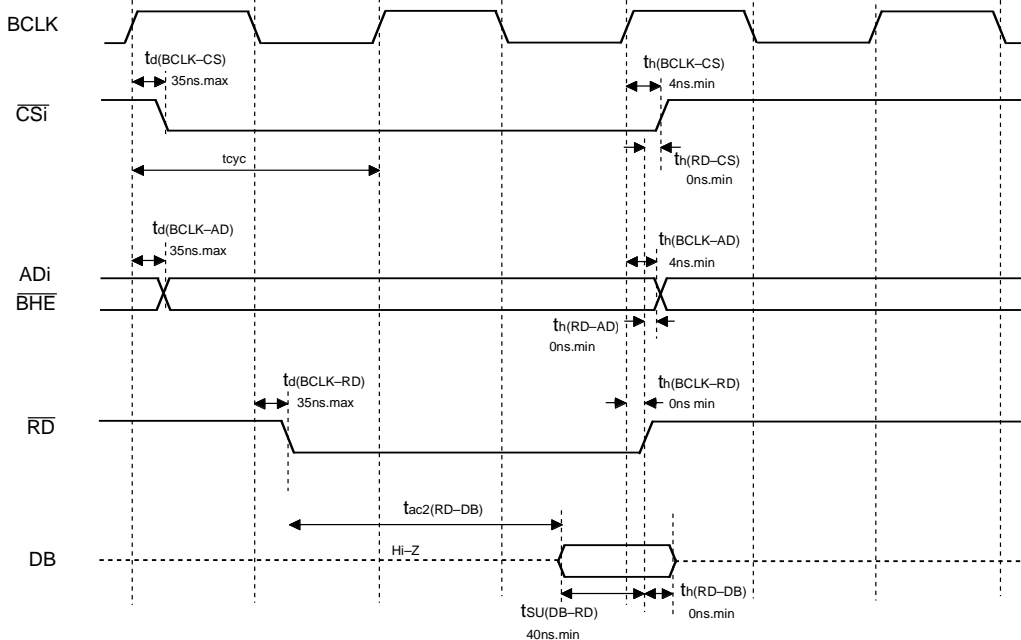 BCLK
td(BCLK–CS)
35ns.max
th(BCLK–CS)
4ns.min
CSi
th(RD–CS)
0ns.min
tcyc
td(BCLK–AD)
35ns.max
th(BCLK–AD)
4ns.min
ADi
BHE
th(RD–AD)
0ns.min
td(BCLK–RD)
35ns.max
th(BCLK–RD)
0ns min
RD
tac2(RD–DB)
Hi–Z
DB
tSU(DB–RD)
40ns.min
th(RD–DB)
0ns.min